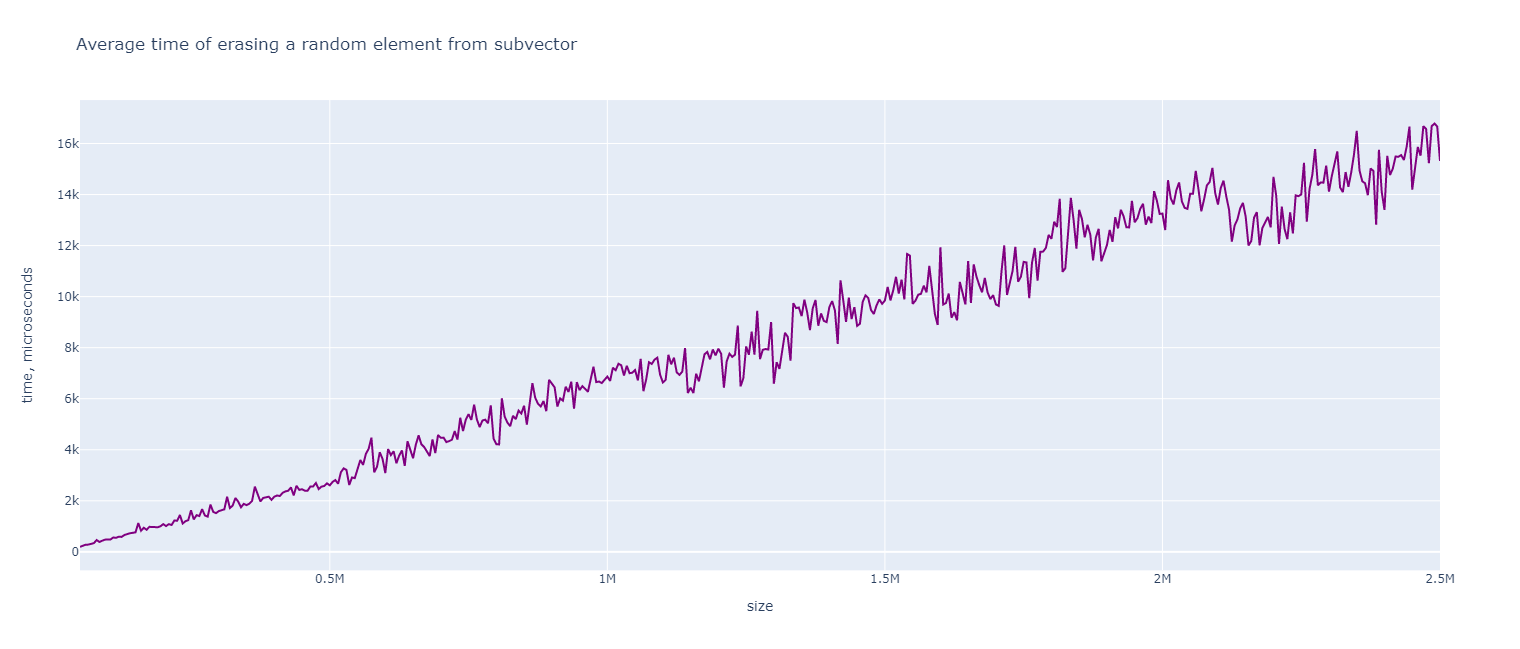 Average time of erasing a random element from subvector
time, microseconds
16k
14k
12k
10k
8k
6k
4k
2k
0
0.5M
1M
1.5M
2M
2.5M
size